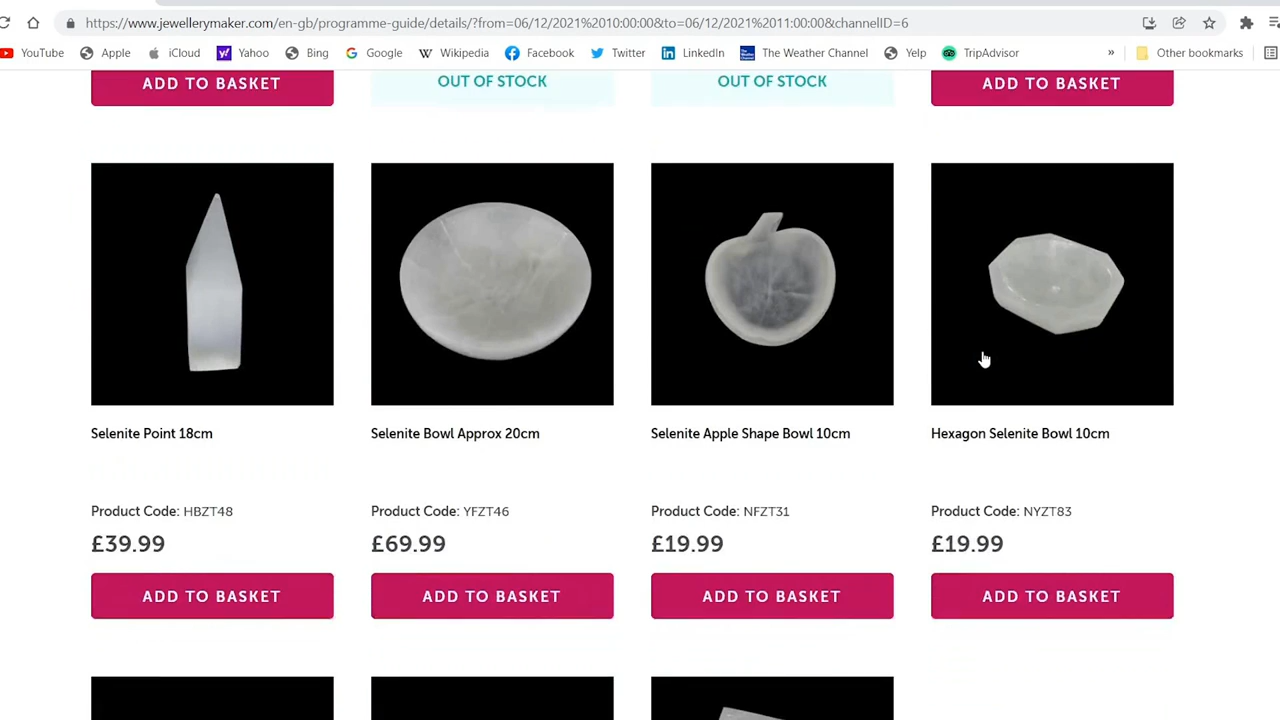 https://www.jewellerymaker.com/en-gb/programme-guide/details/?from=06/12/2021%2010:00:00&to=06/12/2021%2011:00:00&channelID=6
YouTube Apple iCloud Yahoo Bing Google Wikipedia Facebook Twitter LinkedIn The Weather Channel Yelp TripAdvisor » Other bookmarks
ADD TO BASKET OUT OF STOCK OUT OF STOCK ADD TO BASKET
Selenite Point 18cm Selenite Bowl Approx 20cm Selenite Apple Shape Bowl 10cm Hexagon Selenite Bowl 10cm
Product Code: HBZT48 Product Code: YFZT46 Product Code: NFZT31 Product Code: NYZT83
£39.99 £69.99 £19.99 £19.99
ADD TO BASKET ADD TO BASKET ADD TO BASKET ADD TO BASKET